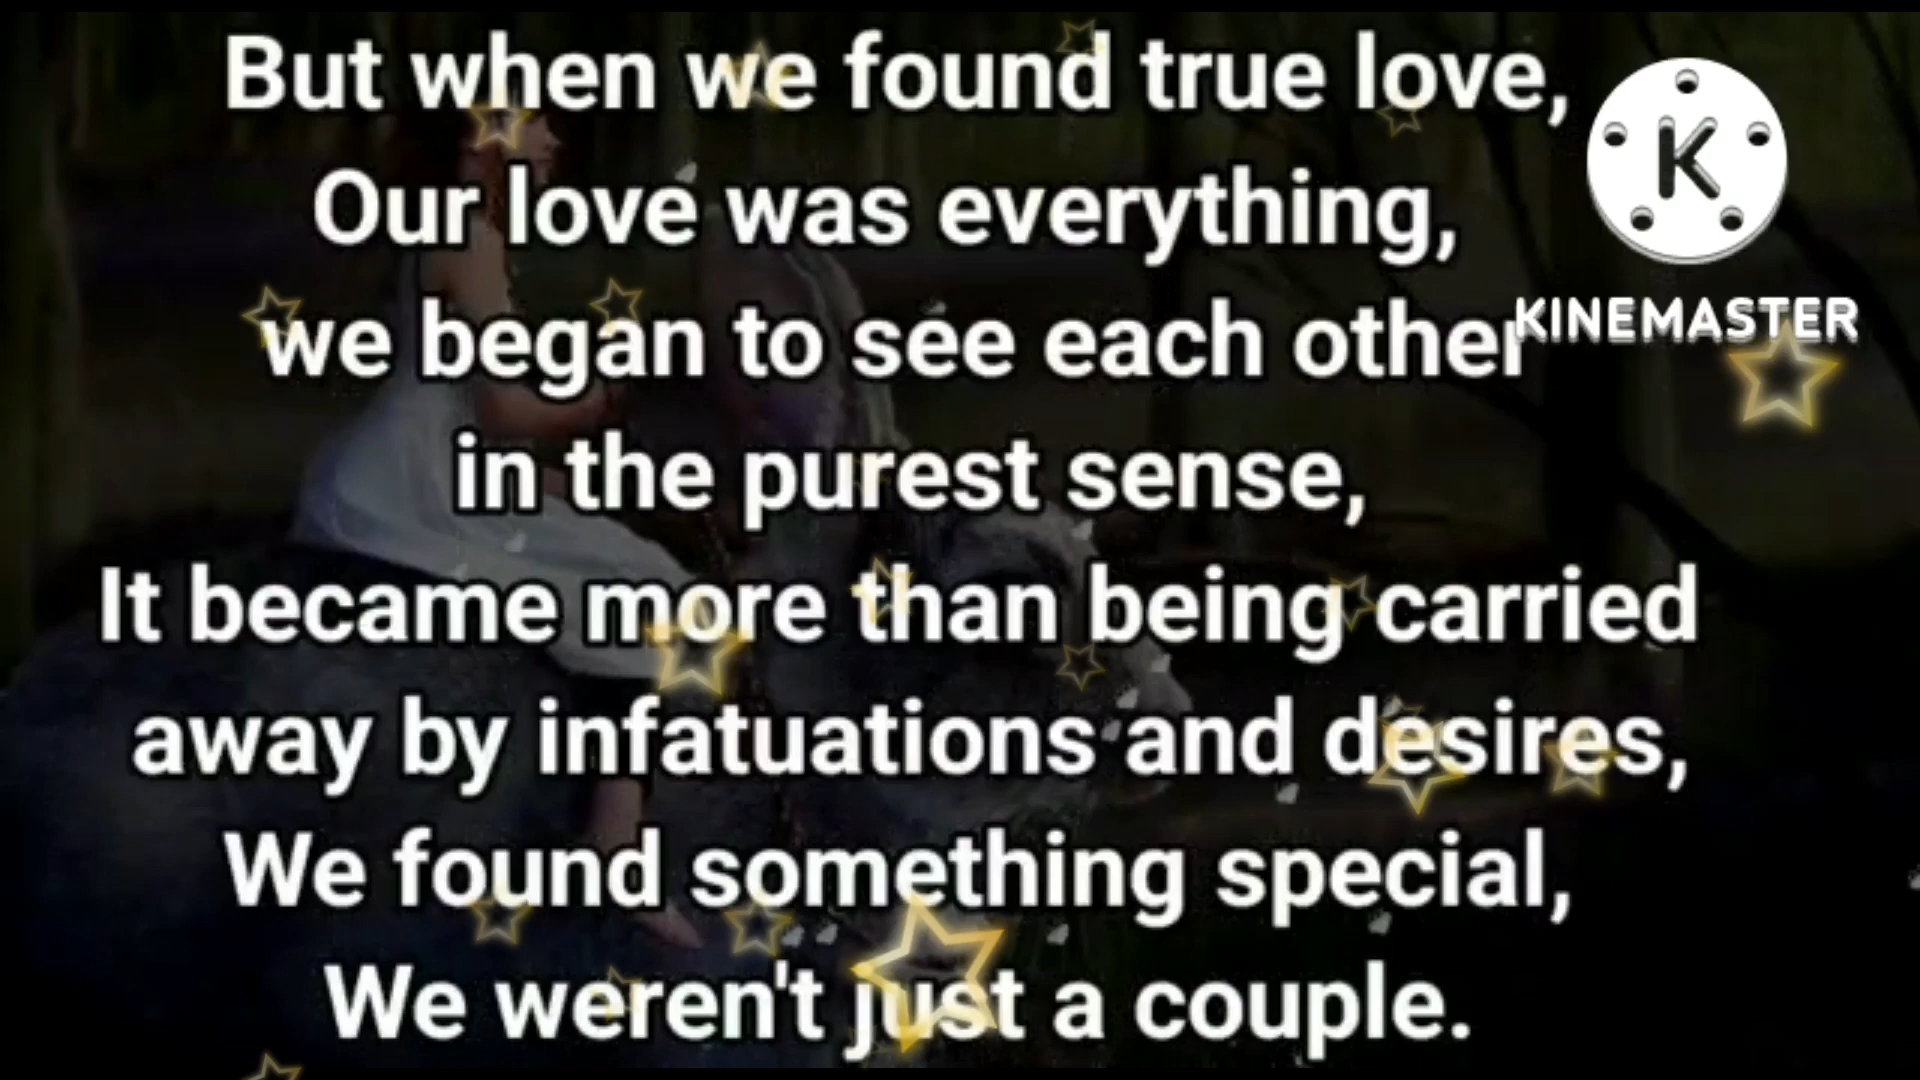 But when we found true love,
Our love was everything,
we began to see each other
in the purest sense,
It became more than being carried
away by infatuations and desires,
We found something special,
We weren't just a couple.
K
KINEMASTER